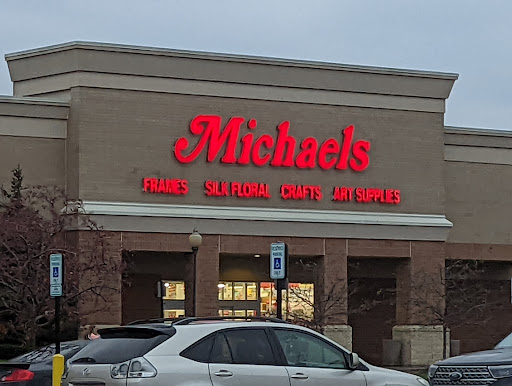 Michaels
.FRAMES .SILK FLORAL .CRAFTS .ART SUPPLIES